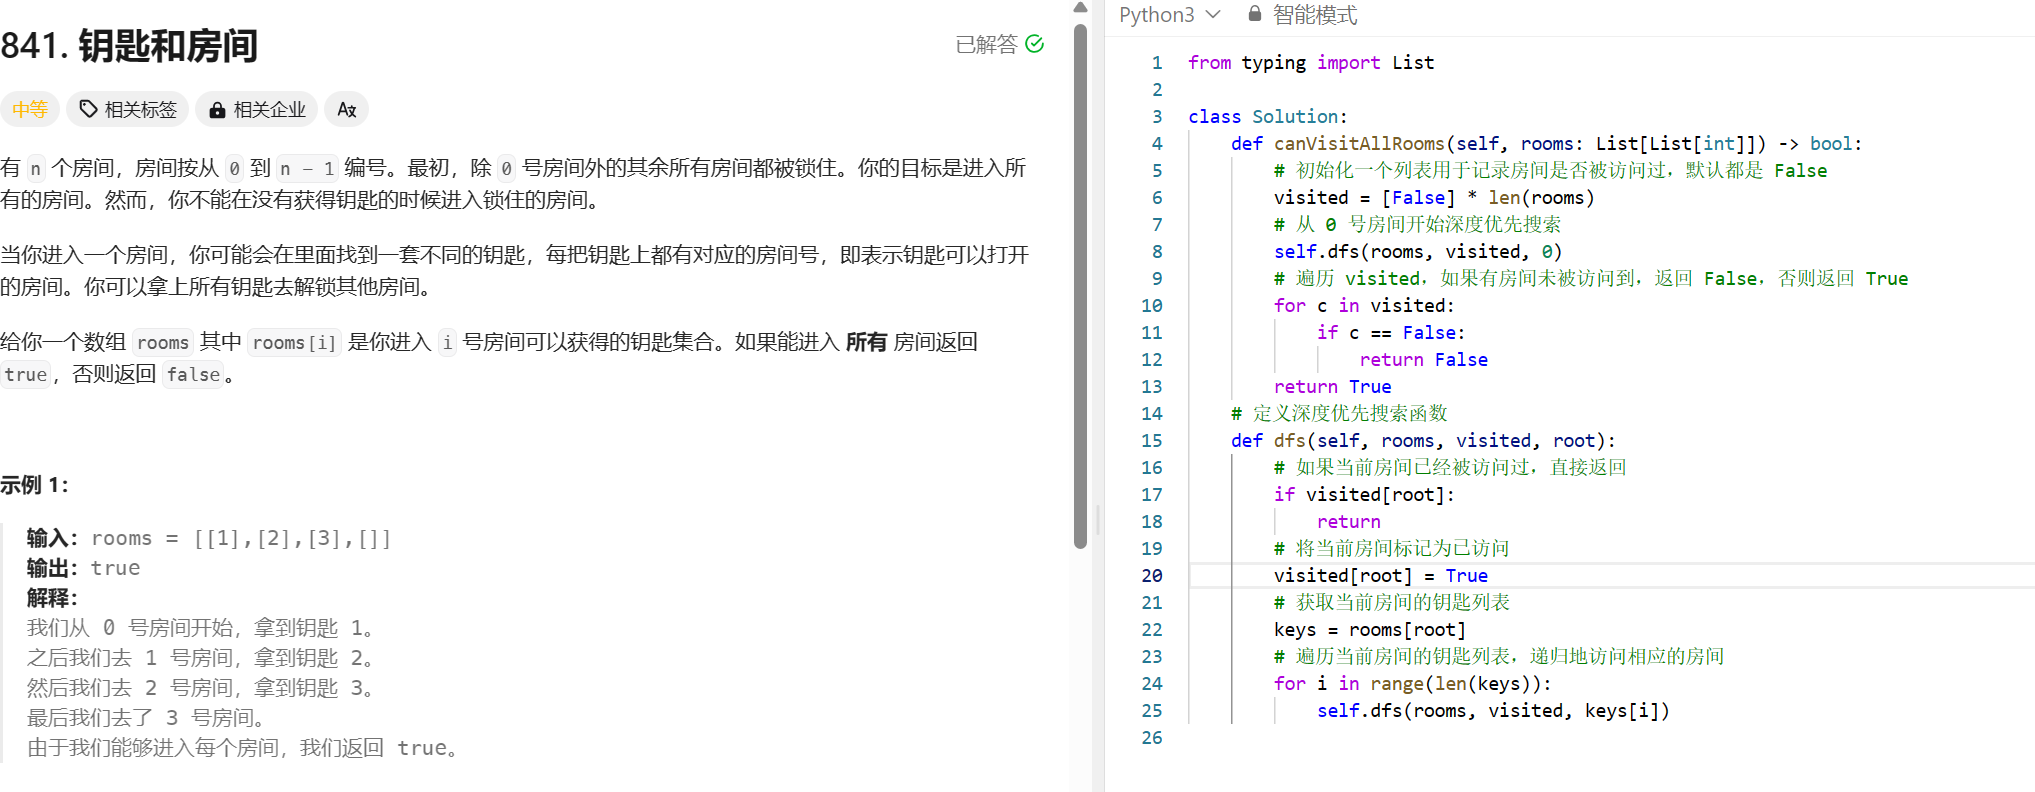 841. 钥匙和房间
已解答
中等
相关标签
相关企业
有 n 个房间，房间按从 0 到 n - 1 编号。最初，除 0 号房间外的其余所有房间都被锁住。你的目标是进入所
有的房间。然而，你不能在没有获得钥匙的时候进入锁住的房间。
当你进入一个房间，你可能会在里面找到一套不同的钥匙，每把钥匙上都有对应的房间号，即表示钥匙可以打开
的房间。你可以拿上所有钥匙去解锁其他房间。
给你一个数组 rooms 其中 rooms[i] 是你进入 i 号房间可以获得的钥匙集合。如果能进入 所有 房间返回
true，否则返回 false。
示例 1：
输入：rooms = [[1],[2],[3],[]]
输出：true
解释：
我们从 0 号房间开始，拿到钥匙 1。
之后我们去 1 号房间，拿到钥匙 2。
然后我们去 2 号房间，拿到钥匙 3。
最后我们去了 3 号房间。
由于我们能够进入每个房间，我们返回 true。
Python3 智能模式
1 from typing import List
2
3 class Solution:
4     def canVisitAllRooms(self, rooms: List[List[int]]) -> bool:
5         # 初始化一个列表用于记录房间是否被访问过，默认都是 False
6         visited = [False] * len(rooms)
7         # 从 0 号房间开始深度优先搜索
8         self.dfs(rooms, visited, 0)
9         # 遍历 visited，如果有房间未被访问到，返回 False，否则返回 True
10         for c in visited:
11             if c == False:
12                 return False
13         return True
14     # 定义深度优先搜索函数
15     def dfs(self, rooms, visited, root):
16         # 如果当前房间已经被访问过，直接返回
17         if visited[root]:
18             return
19         # 将当前房间标记为已访问
20         visited[root] = True
21         # 获取当前房间的钥匙列表
22         keys = rooms[root]
23         # 遍历当前房间的钥匙列表，递归地访问相应的房间
24         for i in range(len(keys)):
25             self.dfs(rooms, visited, keys[i])
26